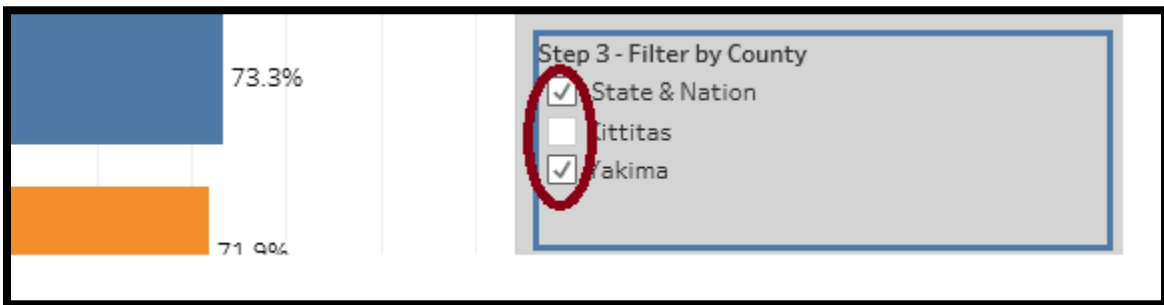 Step 3 - Filter by County
73.3%
State & Nation
Kittitas
Yakima
71.9%